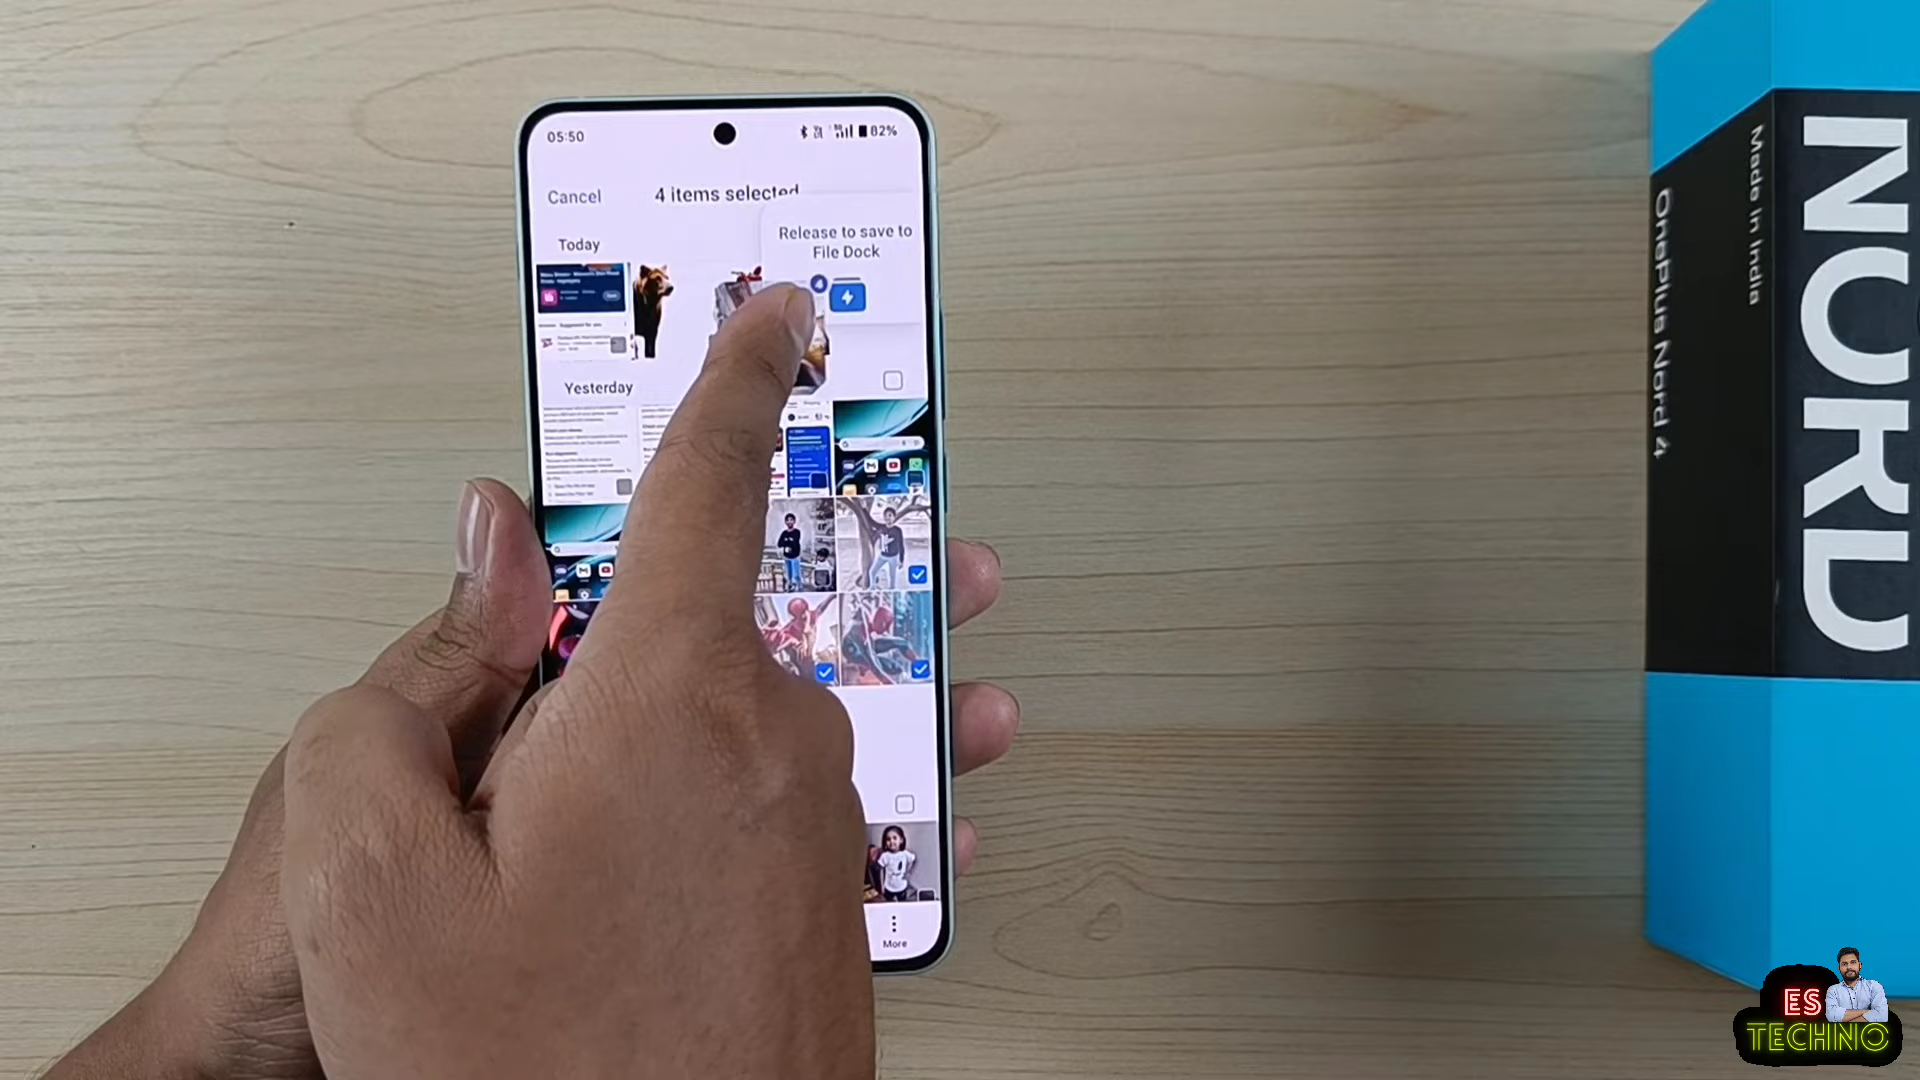 05:50
82%
Cancel
4 items selected
Release to save to
File Dock
4
Today
Yesterday
More
NORD
Made in India
OnePlus Nord 4
ES
TECHNO